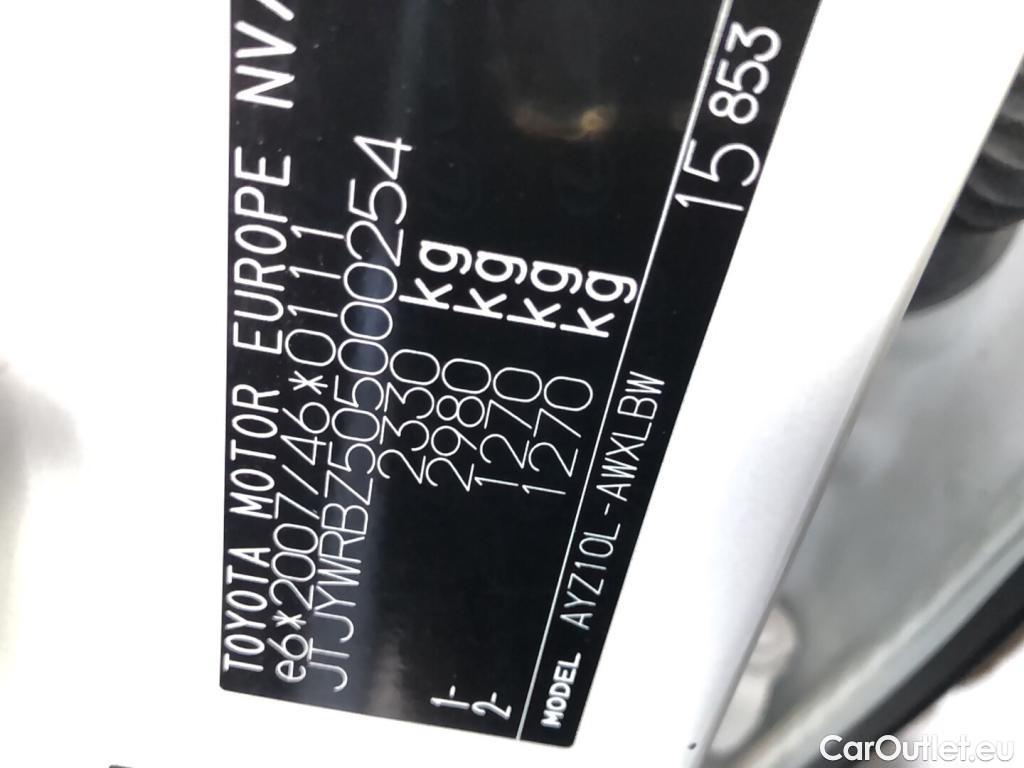 TOYOTA MOTOR EUROPE NV/
e6*2007/46*0111
JTJYWRBZ505000254
2330 kg
2980 kg
1- 1270 kg
2- 1270 kg
MODEL AYZ10L-AWXLBW
15 853
CarOutlet.eu